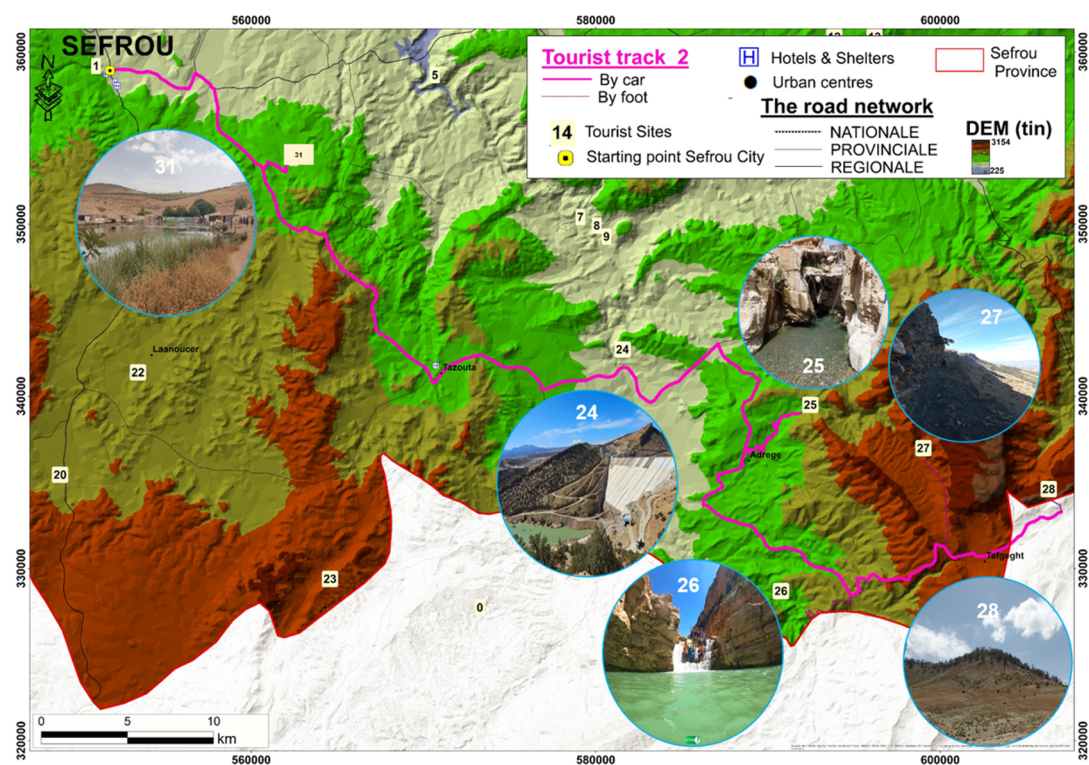 560000
580000
600000
360000
SEFROU
N
1
5
12
13
360000
Tourist track 2
By car
By foot
14 Tourist Sites
Starting point Sefrou City
H Hotels & Shelters
Urban centres
Sefrou
Province
The road network
NATIONALE
PROVINCIALE
REGIONALE
DEM (tin)
3154
225
31
31
350000
7
8
9
350000
27
Laanoucer
22
Tazouta
24
25
340000
24
25
340000
20
Adrege
27
28
330000
23
0
26
26
Tafgeght
28
330000
0
5
10
km
320000
320000
560000
580000
600000